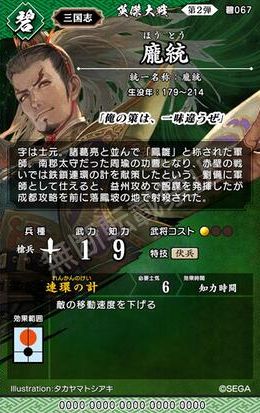 碧
三国志
英傑大戦
第2弾
碧067
ほう とう
龐統
統一名称：龐統
生没年：179～214
「俺の策は、一味違うぜ」
字は士元。諸葛亮と並んで「鳳雛」と称された軍
師。南郡太守だった周瑜の功曹となり、赤壁の戦
いでは鉄鎖連環の計を献策したという。劉備に軍
師として仕えると、益州攻めで智謀を発揮したが
成都攻略を前に落鳳坡の地で射殺された。
兵種 武力 知力 武将コスト
槍兵 1 9 特技 伏兵
れんかんのけい 必要士気 効果時間
連環の計 6 知力時間
敵の移動速度を下げる
効果範囲
Illustration:タカヤマトシアキ ©SEGA
0000-0000-0000-0000-0000